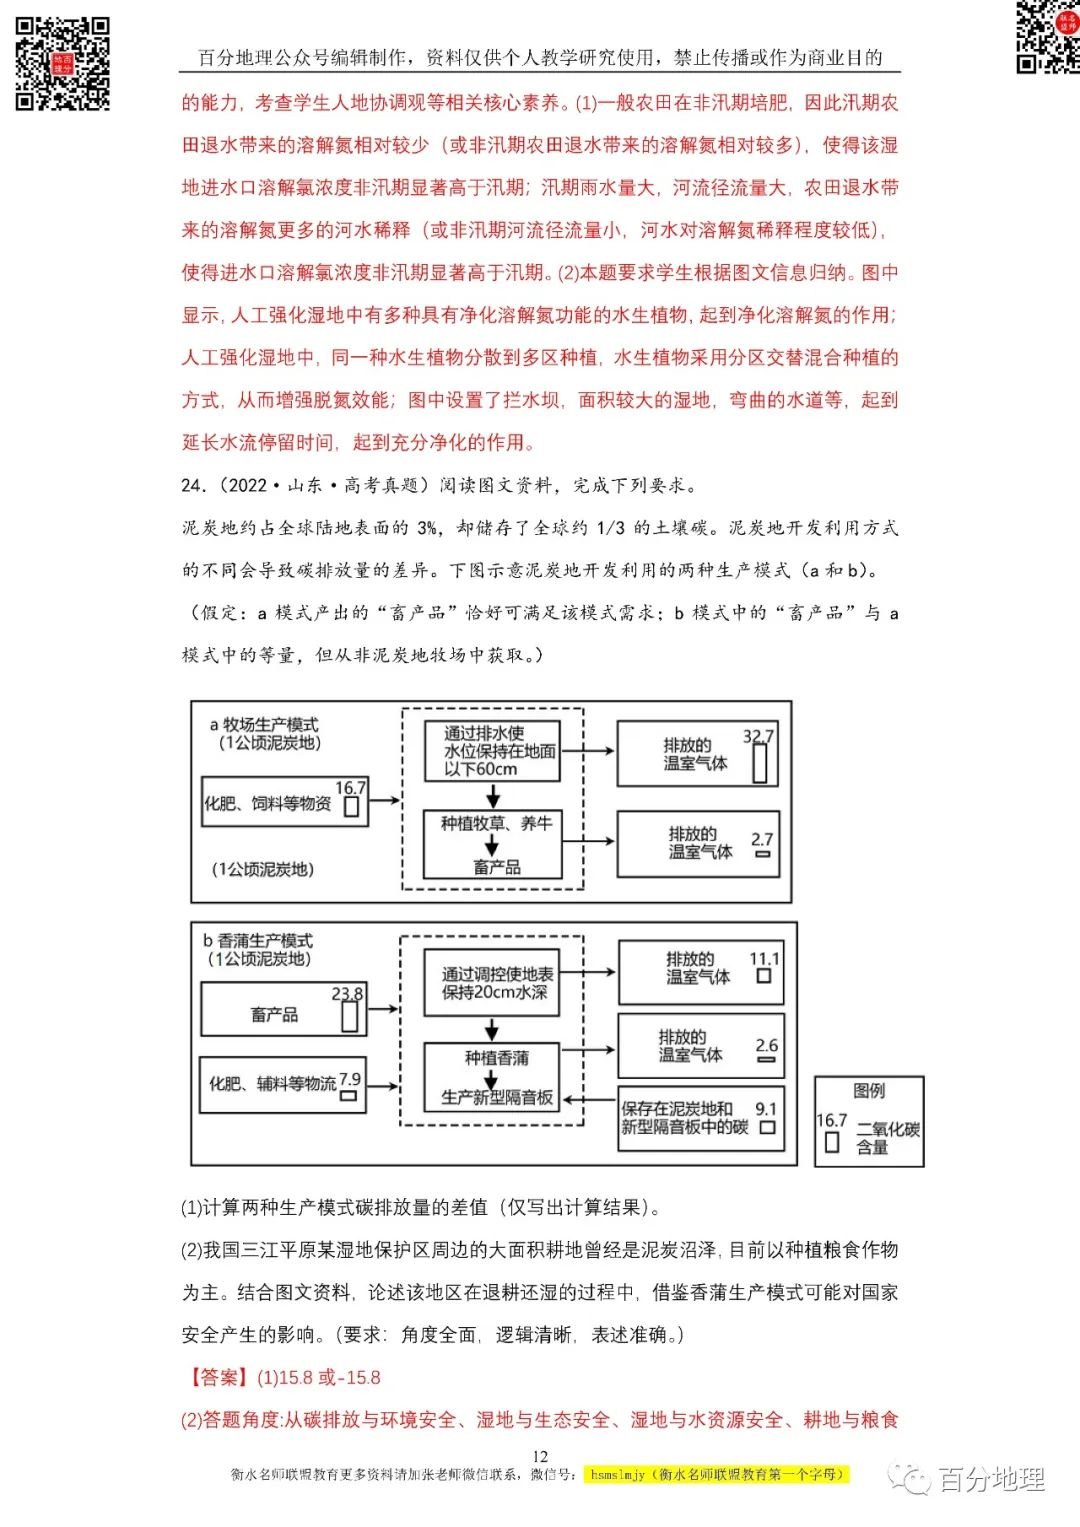 百分地理公众号编辑制作，资料仅供个人教学研究使用，禁止传播或作为商业目的
的能力，考查学生人地协调观等相关核心素养。(1)一般农田在非汛期培肥，因此汛期农
田退水带来的溶解氮相对较少（或非汛期农田退水带来的溶解氮相对较多），使得该湿
地进水口溶解氯浓度非汛期显著高于汛期；汛期雨水量大，河流径流量大，农田退水带
来的溶解氮更多的河水稀释（或非汛期河流径流量小，河水对溶解氮稀释程度较低），
使得进水口溶解氯浓度非汛期显著高于汛期。(2)本题要求学生根据图文信息归纳。图中
显示，人工强化湿地中有多种具有净化溶解氮功能的水生植物，起到净化溶解氮的作用；
人工强化湿地中，同一种水生植物分散到多区种植，水生植物采用分区交替混合种植的
方式，从而增强脱氮效能；图中设置了拦水坝，面积较大的湿地，弯曲的水道等，起到
延长水流停留时间，起到充分净化的作用。
24.（2022·山东·高考真题）阅读图文资料，完成下列要求。
泥炭地约占全球陆地表面的 3%，却储存了全球约 1/3 的土壤碳。泥炭地开发利用方式
的不同会导致碳排放量的差异。下图示意泥炭地开发利用的两种生产模式（a 和 b）。
（假定：a 模式产出的“畜产品”恰好可满足该模式需求；b 模式中的“畜产品”与 a
模式中的等量，但从非泥炭地牧场中获取。）
a 牧场生产模式
（1公顷泥炭地）
化肥、饲料等物资
16.7
（1公顷泥炭地）
通过排水使
水位保持在地面
以下60cm
种植牧草、养牛
畜产品
排放的
温室气体
32.7
排放的
温室气体
2.7
b 香蒲生产模式
（1公顷泥炭地）
畜产品
23.8
化肥、辅料等物流
7.9
通过调控使地表
保持20cm水深
种植香蒲
生产新型隔音板
排放的
温室气体
11.1
排放的
温室气体
2.6
保存在泥炭地和
新型隔音板中的碳
9.1
图例
16.7
二氧化碳
含量
(1)计算两种生产模式碳排放量的差值（仅写出计算结果）。
(2)我国三江平原某湿地保护区周边的大面积耕地曾经是泥炭沼泽，目前以种植粮食作物
为主。结合图文资料，论述该地区在退耕还湿的过程中，借鉴香蒲生产模式可能对国家
安全产生的影响。（要求：角度全面，逻辑清晰，表述准确。）
【答案】(1)15.8 或-15.8
(2)答题角度:从碳排放与环境安全、湿地与生态安全、湿地与水资源安全、耕地与粮食
12
衡水名师联盟教育更多资料请加张老师微信联系，微信号： hsmslmjy（衡水名师联盟教育第一个字母）
百分地理